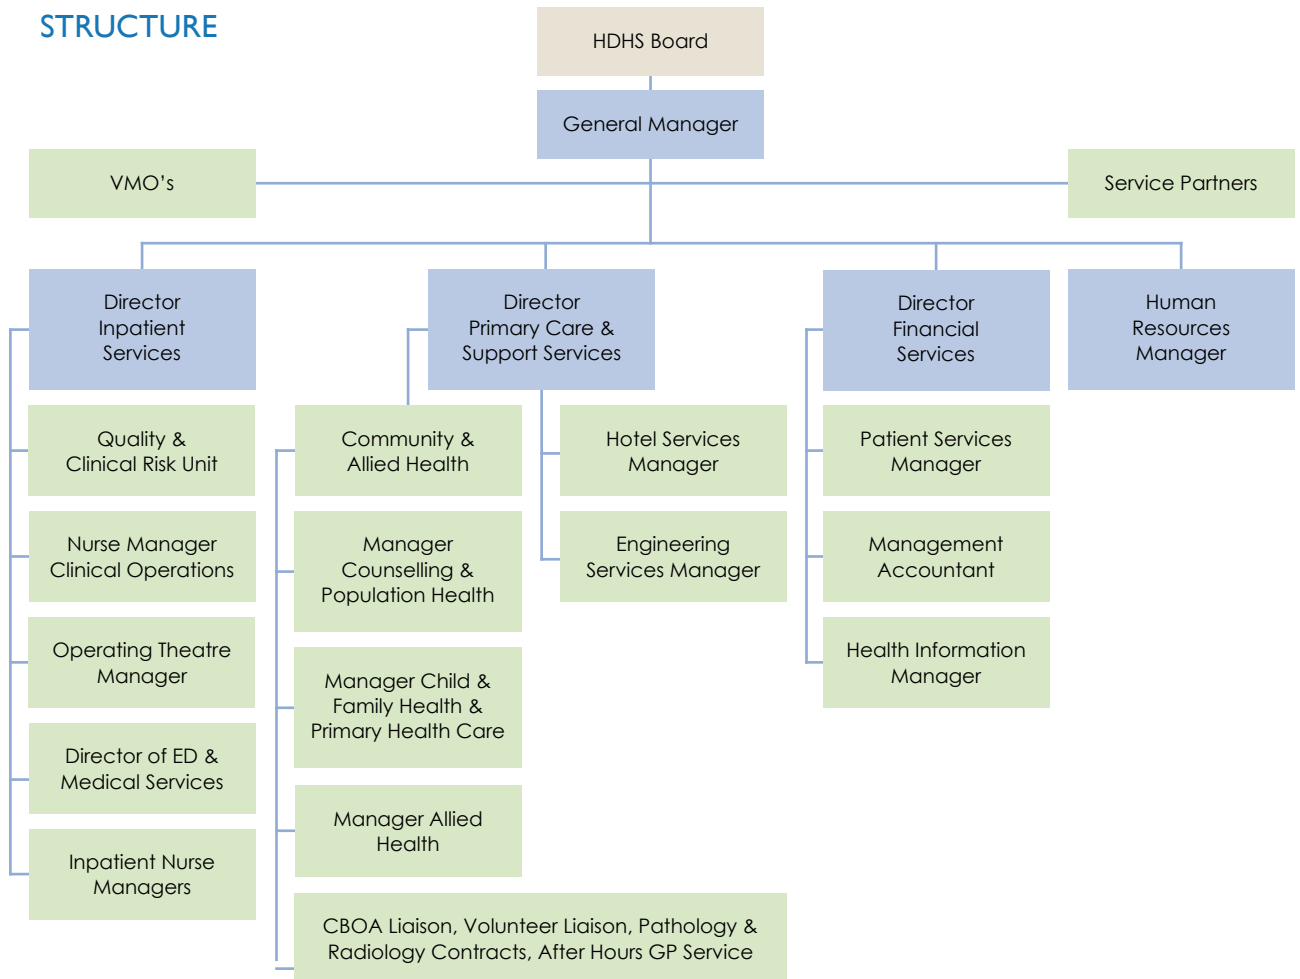 STRUCTURE
HDHS Board
General Manager
VMO’s
Service Partners
Director
Inpatient
Services
Director
Primary Care &
Support Services
Director
Financial
Services
Human
Resources
Manager
Quality &
Clinical Risk Unit
Nurse Manager
Clinical Operations
Operating Theatre
Manager
Director of ED &
Medical Services
Inpatient Nurse
Managers
Community &
Allied Health
Manager
Counselling &
Population Health
Manager Child &
Family Health &
Primary Health Care
Manager Allied
Health
CBOA Liaison, Volunteer Liaison, Pathology &
Radiology Contracts, After Hours GP Service
Hotel Services
Manager
Engineering
Services Manager
Patient Services
Manager
Management
Accountant
Health Information
Manager